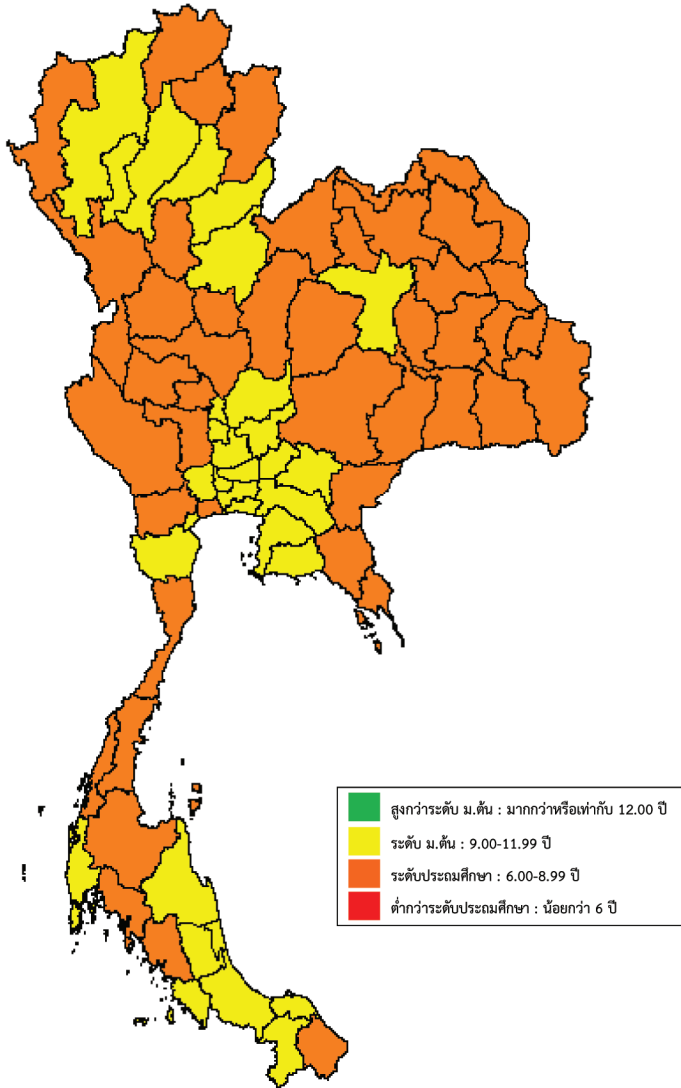 สูงกว่าระดับ ม.ต้น : มากกว่าหรือเท่ากับ 12.00 ปี
ระดับ ม.ต้น : 9.00-11.99 ปี
ระดับประถมศึกษา : 6.00-8.99 ปี
ต่ำกว่าระดับประถมศึกษา : น้อยกว่า 6 ปี